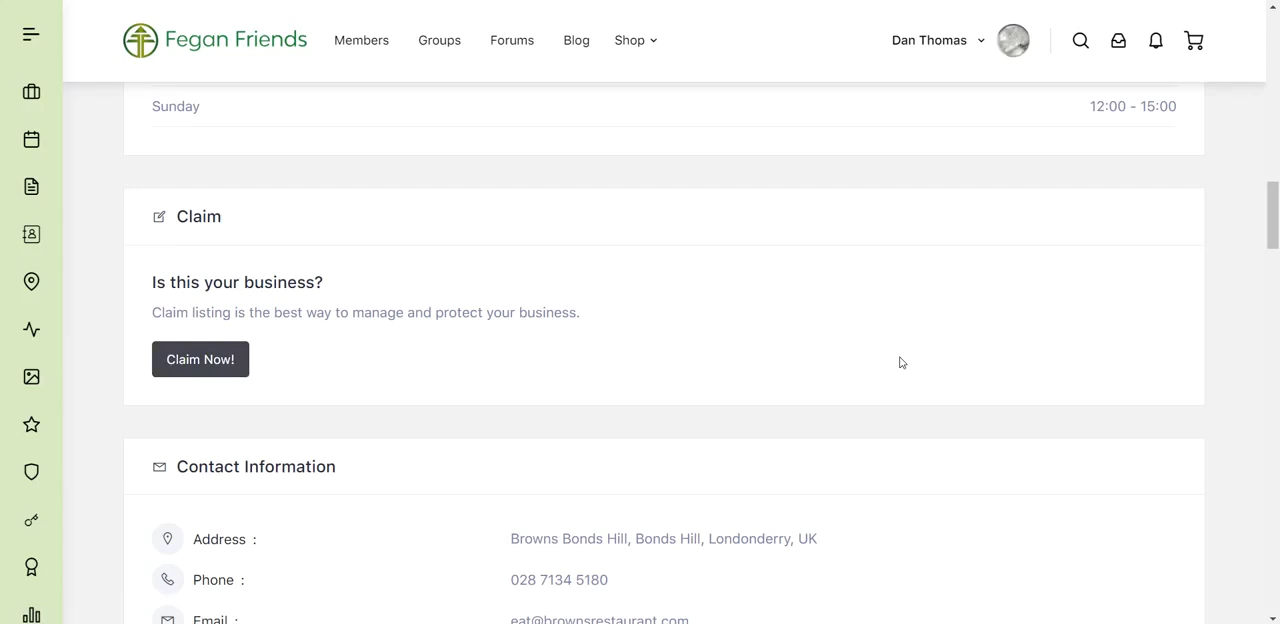 Fegan Friends Members Groups Forums Blog Shop Dan Thomas
Sunday 12:00 - 15:00
Claim
Is this your business?
Claim listing is the best way to manage and protect your business.
Claim Now!
Contact Information
Address : Browns Bonds Hill, Bonds Hill, Londonderry, UK
Phone : 028 7134 5180
Email : eat@brownsrestaurant.com